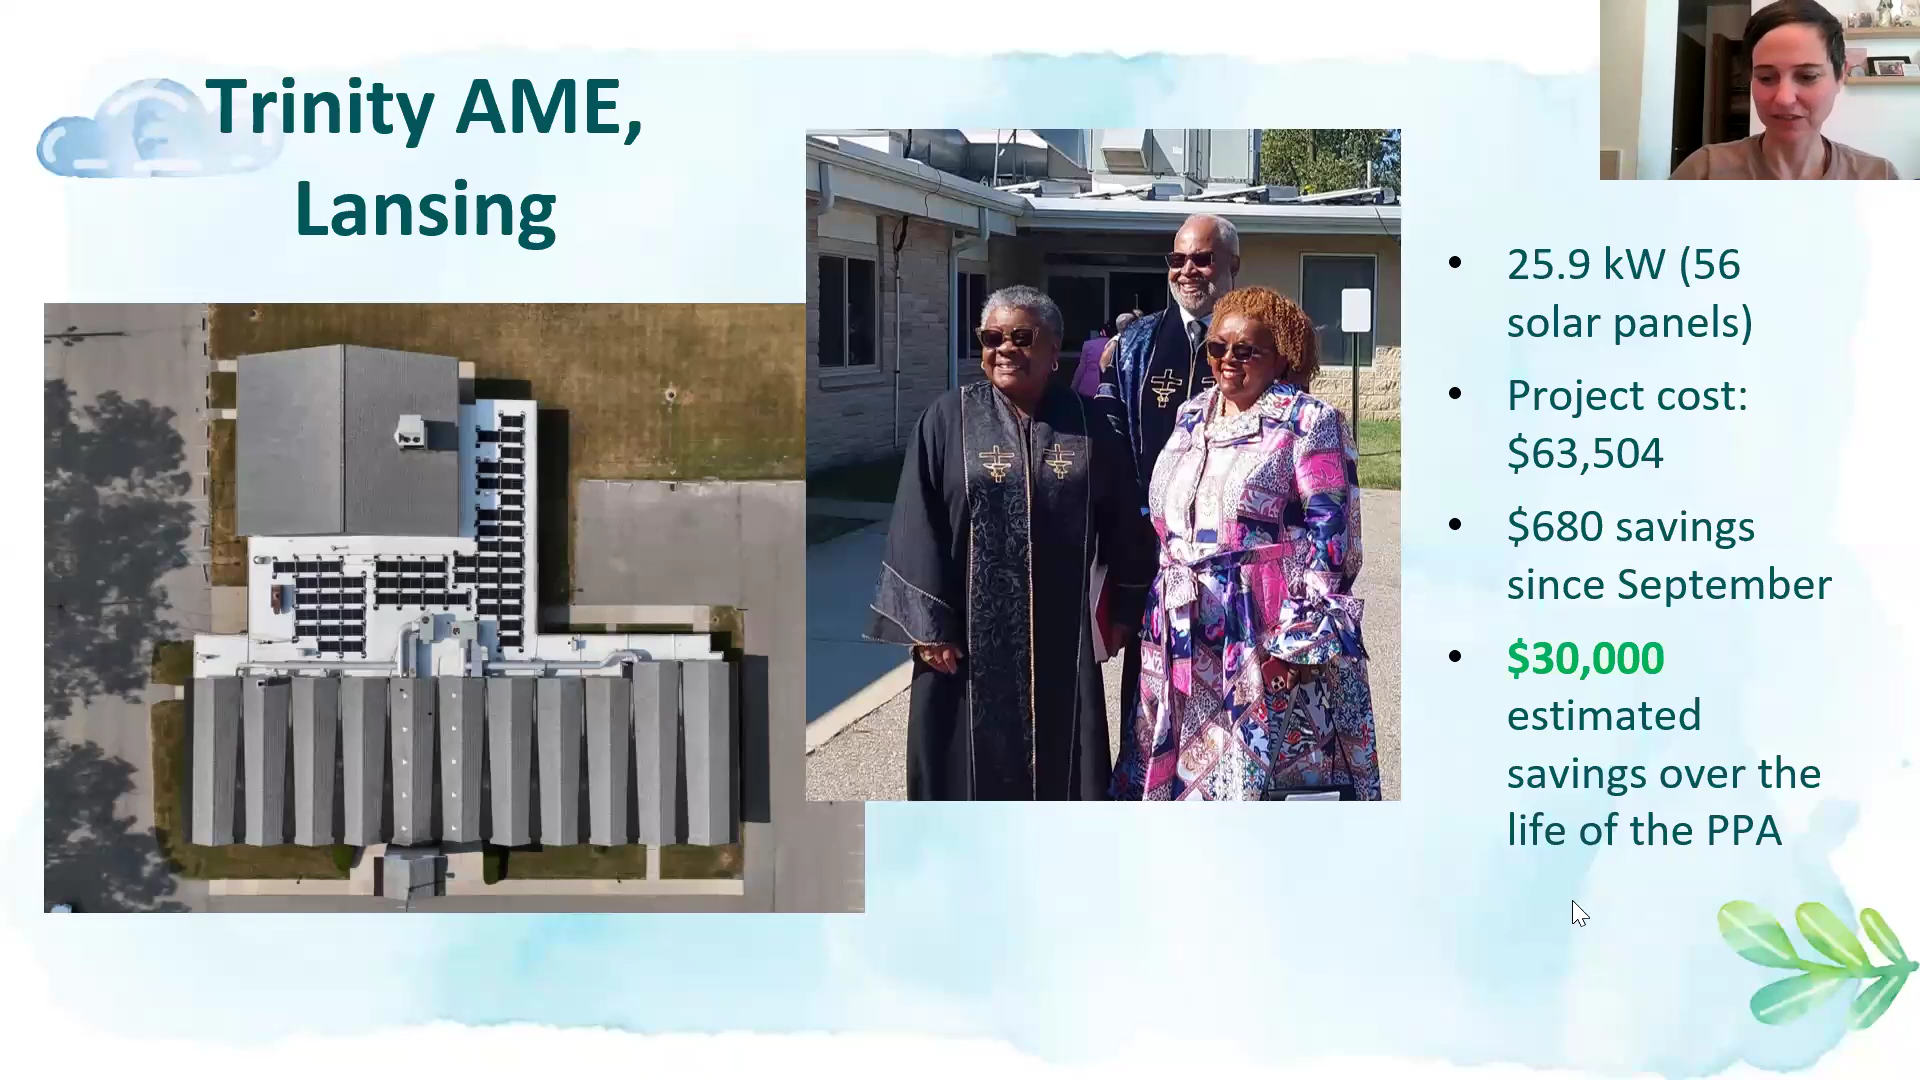 Trinity AME,
Lansing
• 25.9 kW (56
solar panels)
• Project cost:
$63,504
• $680 savings
since September
• $30,000
estimated
savings over the
life of the PPA